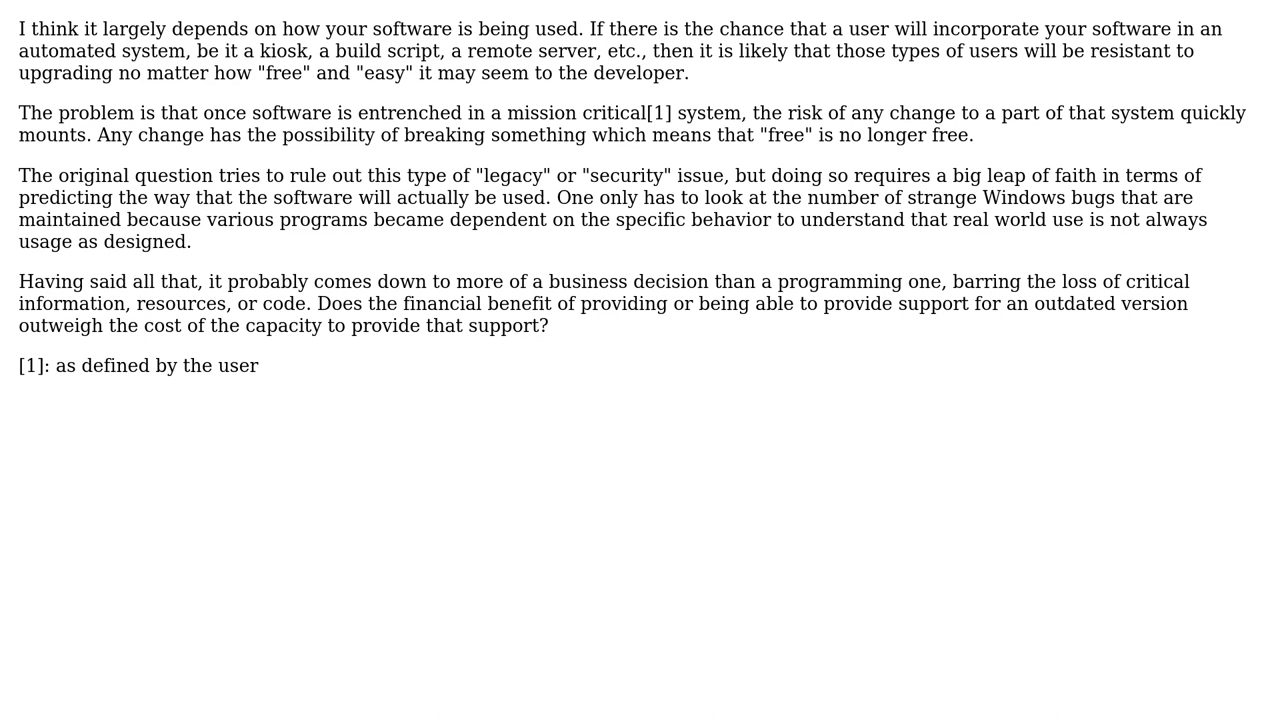 I think it largely depends on how your software is being used. If there is the chance that a user will incorporate your software in an
automated system, be it a kiosk, a build script, a remote server, etc., then it is likely that those types of users will be resistant to
upgrading no matter how "free" and "easy" it may seem to the developer.
The problem is that once software is entrenched in a mission critical[1] system, the risk of any change to a part of that system quickly
mounts. Any change has the possibility of breaking something which means that "free" is no longer free.
The original question tries to rule out this type of "legacy" or "security" issue, but doing so requires a big leap of faith in terms of
predicting the way that the software will actually be used. One only has to look at the number of strange Windows bugs that are
maintained because various programs became dependent on the specific behavior to understand that real world use is not always
usage as designed.
Having said all that, it probably comes down to more of a business decision than a programming one, barring the loss of critical
information, resources, or code. Does the financial benefit of providing or being able to provide support for an outdated version
outweigh the cost of the capacity to provide that support?
[1]: as defined by the user